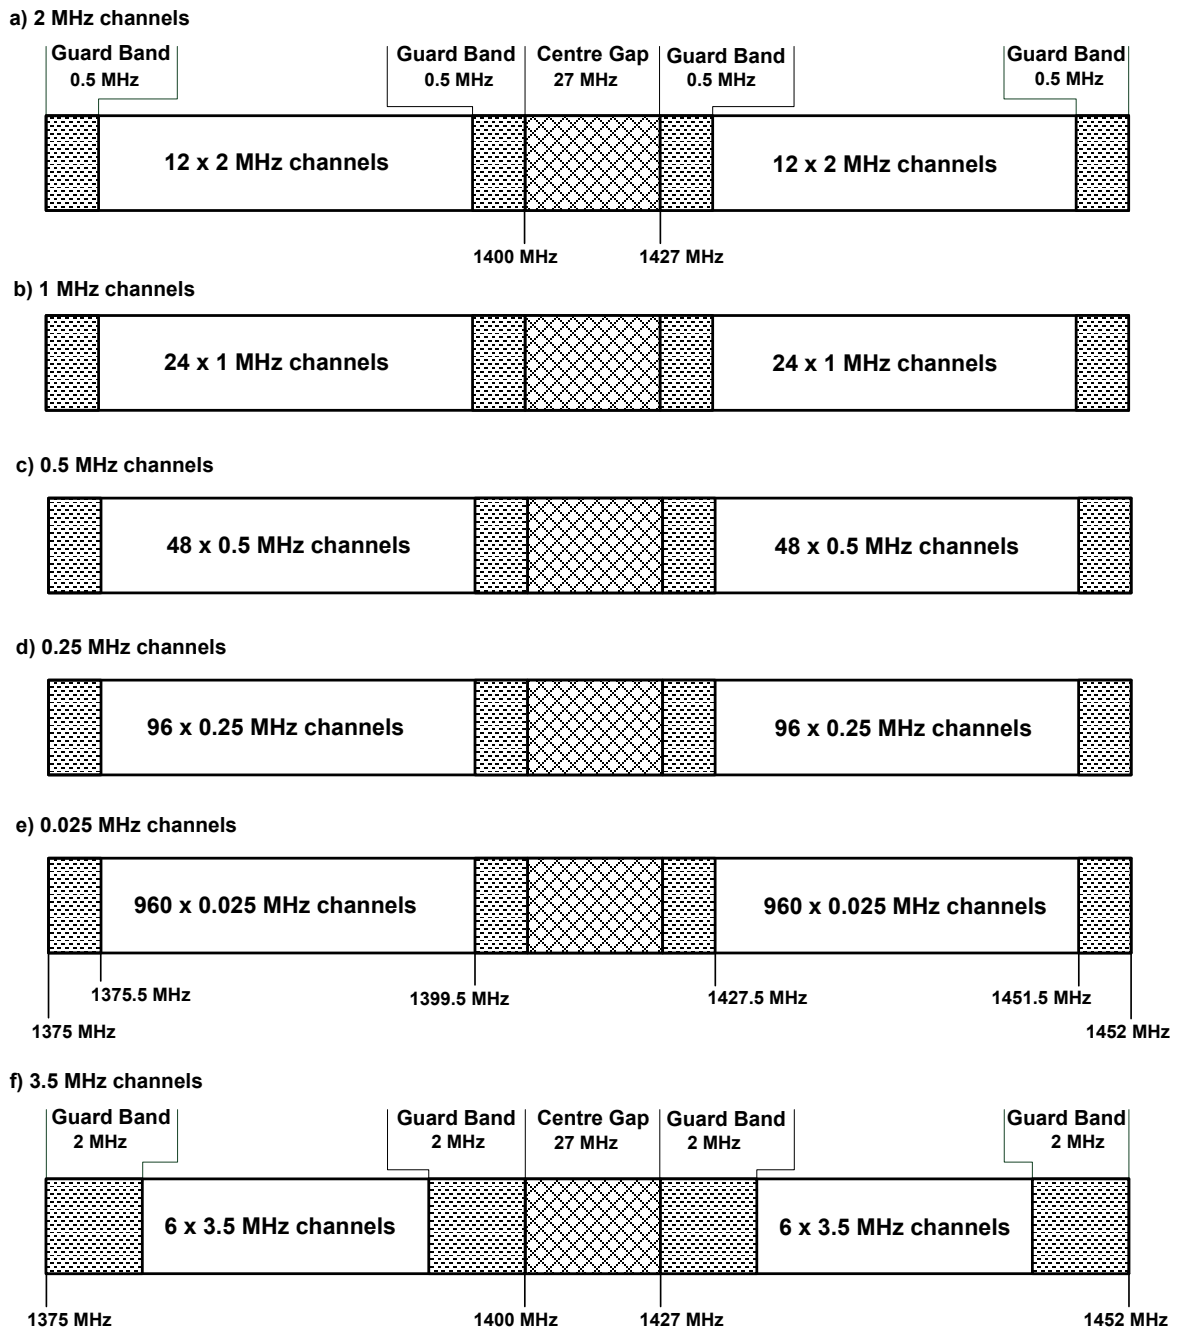 a) 2 MHz channels
Guard Band Guard Band Centre Gap Guard Band Guard Band
0.5 MHz 0.5 MHz 27 MHz 0.5 MHz 0.5 MHz
12 x 2 MHz channels 12 x 2 MHz channels
1400 MHz 1427 MHz
b) 1 MHz channels
24 x 1 MHz channels 24 x 1 MHz channels
c) 0.5 MHz channels
48 x 0.5 MHz channels 48 x 0.5 MHz channels
d) 0.25 MHz channels
96 x 0.25 MHz channels 96 x 0.25 MHz channels
e) 0.025 MHz channels
960 x 0.025 MHz channels 960 x 0.025 MHz channels
1375.5 MHz 1399.5 MHz 1427.5 MHz 1451.5 MHz
1375 MHz 1452 MHz
f) 3.5 MHz channels
Guard Band Guard Band Centre Gap Guard Band Guard Band
2 MHz 2 MHz 27 MHz 2 MHz 2 MHz
6 x 3.5 MHz channels 6 x 3.5 MHz channels
1375 MHz 1400 MHz 1427 MHz 1452 MHz